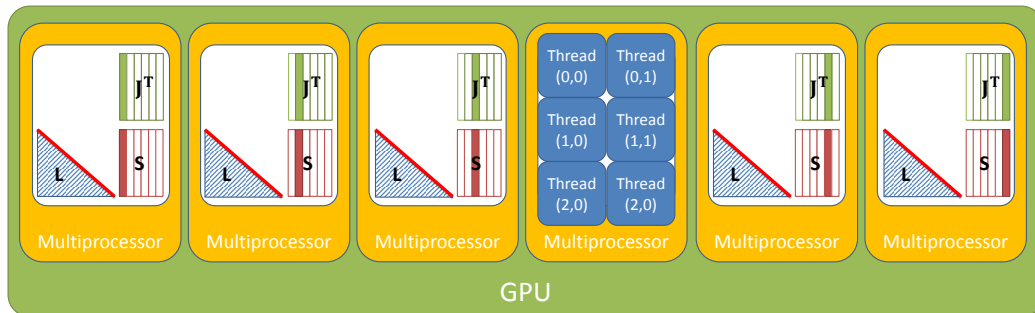 J^T
S
L
Multiprocessor
J^T
S
L
Multiprocessor
J^T
S
L
Multiprocessor
Thread
(0,0)
Thread
(0,1)
Thread
(1,0)
Thread
(1,1)
Thread
(2,0)
Thread
(2,0)
Multiprocessor
J^T
S
L
Multiprocessor
J^T
S
L
Multiprocessor
GPU